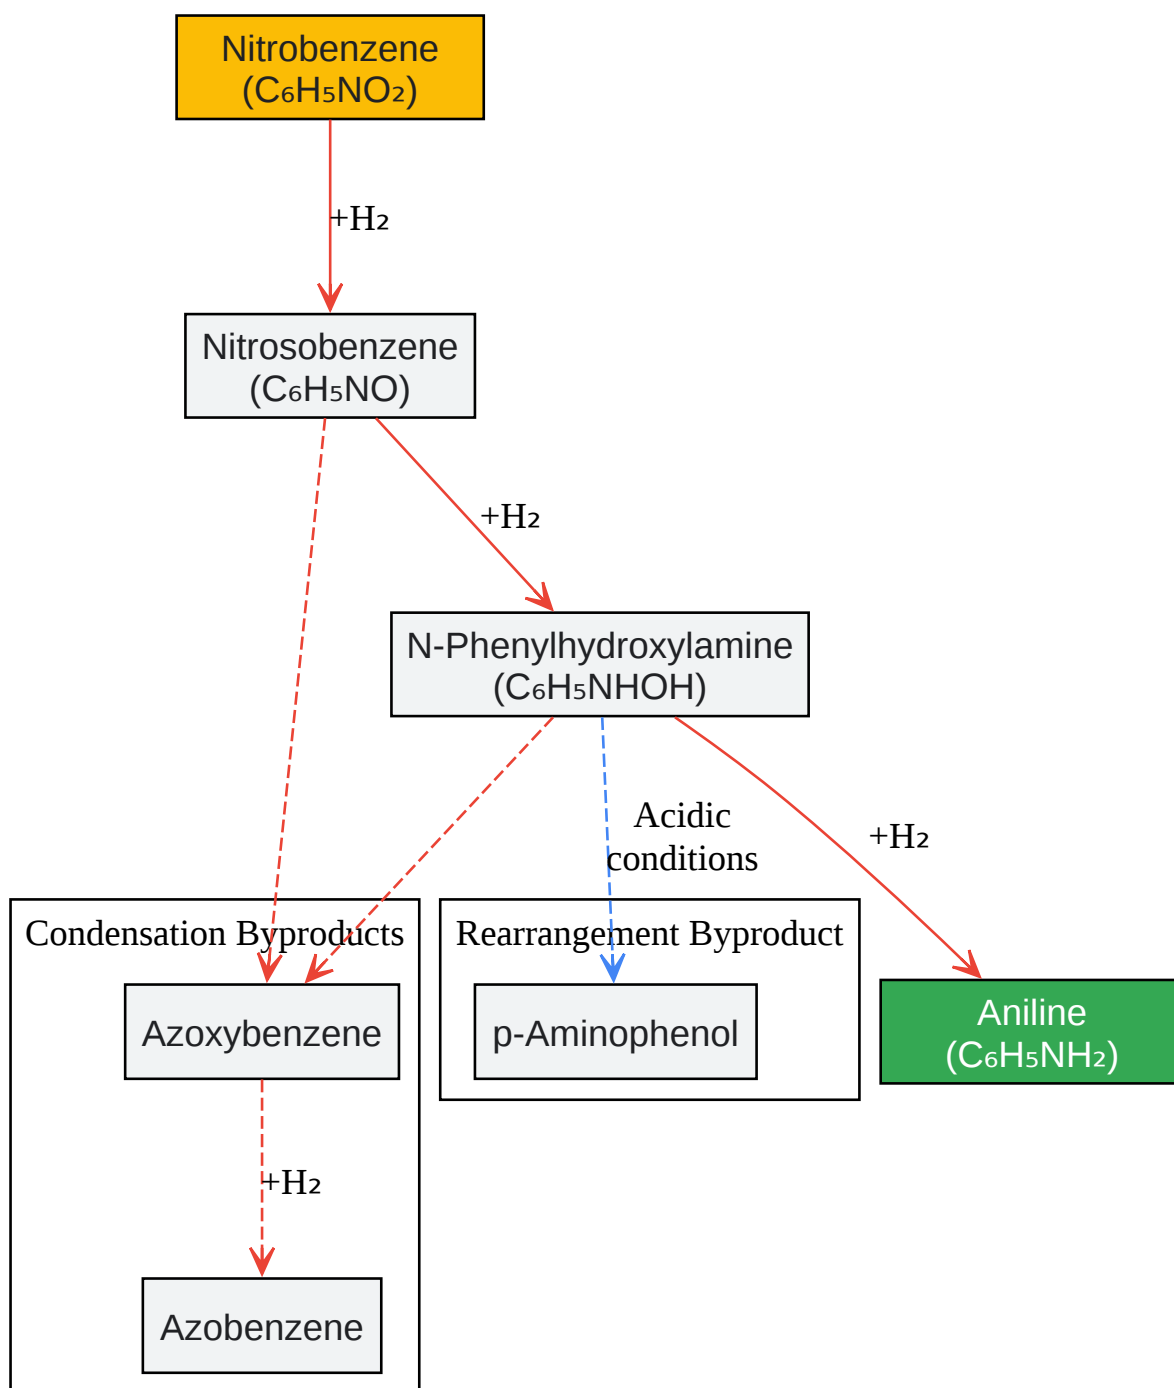 Nitrobenzene
(C₆H₅NO₂)
+H₂
Nitrosobenzene
(C₆H₅NO)
+H₂
N-Phenylhydroxylamine
(C₆H₅NHOH)
Acidic
conditions
+H₂
Condensation Byproducts
Rearrangement Byproduct
Azoxybenzene
p-Aminophenol
Aniline
(C₆H₅NH₂)
+H₂
Azobenzene